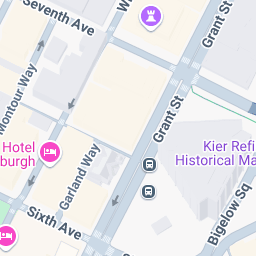 Seventh Ave
Grant St
Montour Way
W
Grant St
Kier Refi
Historical Ma
Hotel
burgh
Garland Way
Bigelow Sq
Sixth Ave